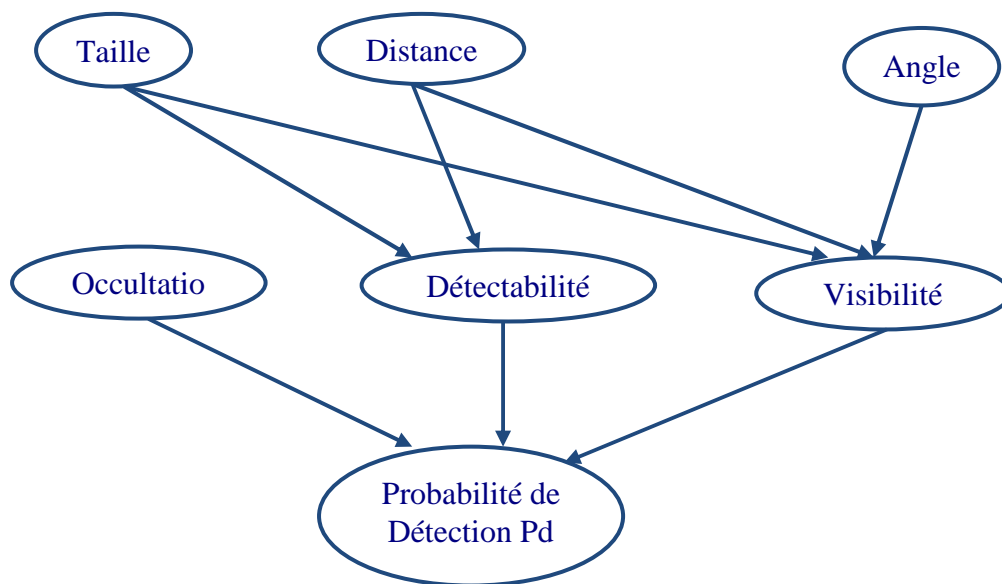 Taille
Distance
Angle
Occultatio
Détectabilité
Visibilité
Probabilité de
Détection Pd